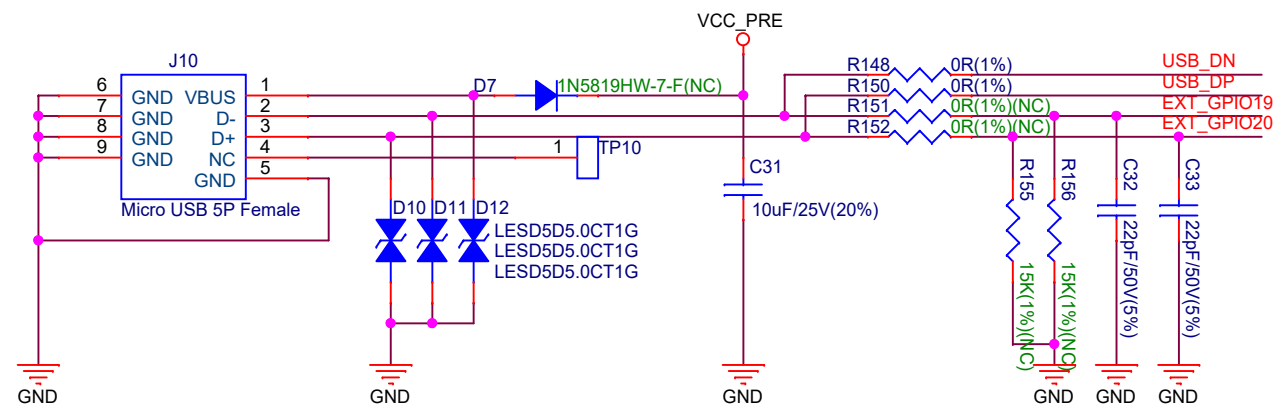 VCC_PRE
J10
6 GND VBUS 1
7 GND D- 2
8 GND D+ 3
9 GND NC 4
GND 5
Micro USB 5P Female
D7 1N5819HW-7-F(NC)
1 TP10
R148 0R(1%) USB_DN
R150 0R(1%) USB_DP
R151 0R(1%)(NC) EXT_GPIO19
R152 0R(1%)(NC) EXT_GPIO20
C31
10uF/25V(20%)
D10 D11 D12
LESD5D5.0CT1G
LESD5D5.0CT1G
LESD5D5.0CT1G
R155
15K(1%)(NC)
R156
15K(1%)(NC)
C32
22pF/50V(5%)
C33
22pF/50V(5%)
GND
GND
GND
GND
GND
GND